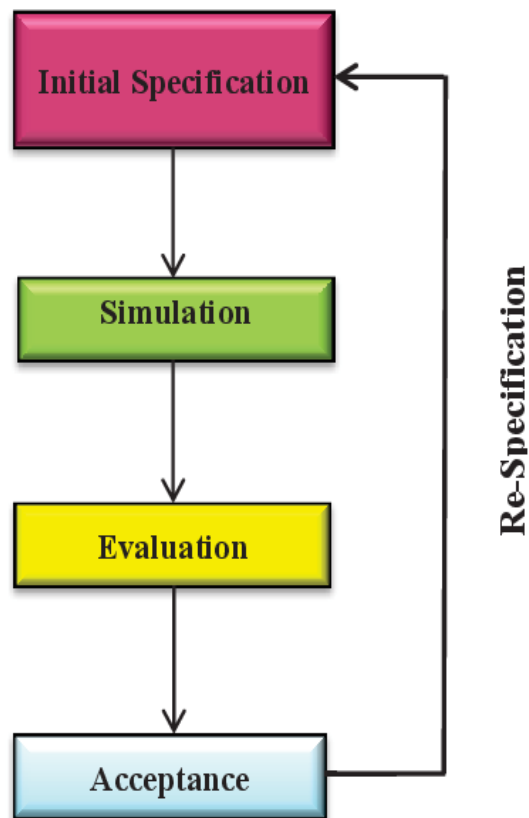 Initial Specification
Simulation
Evaluation
Acceptance
Re-Specification